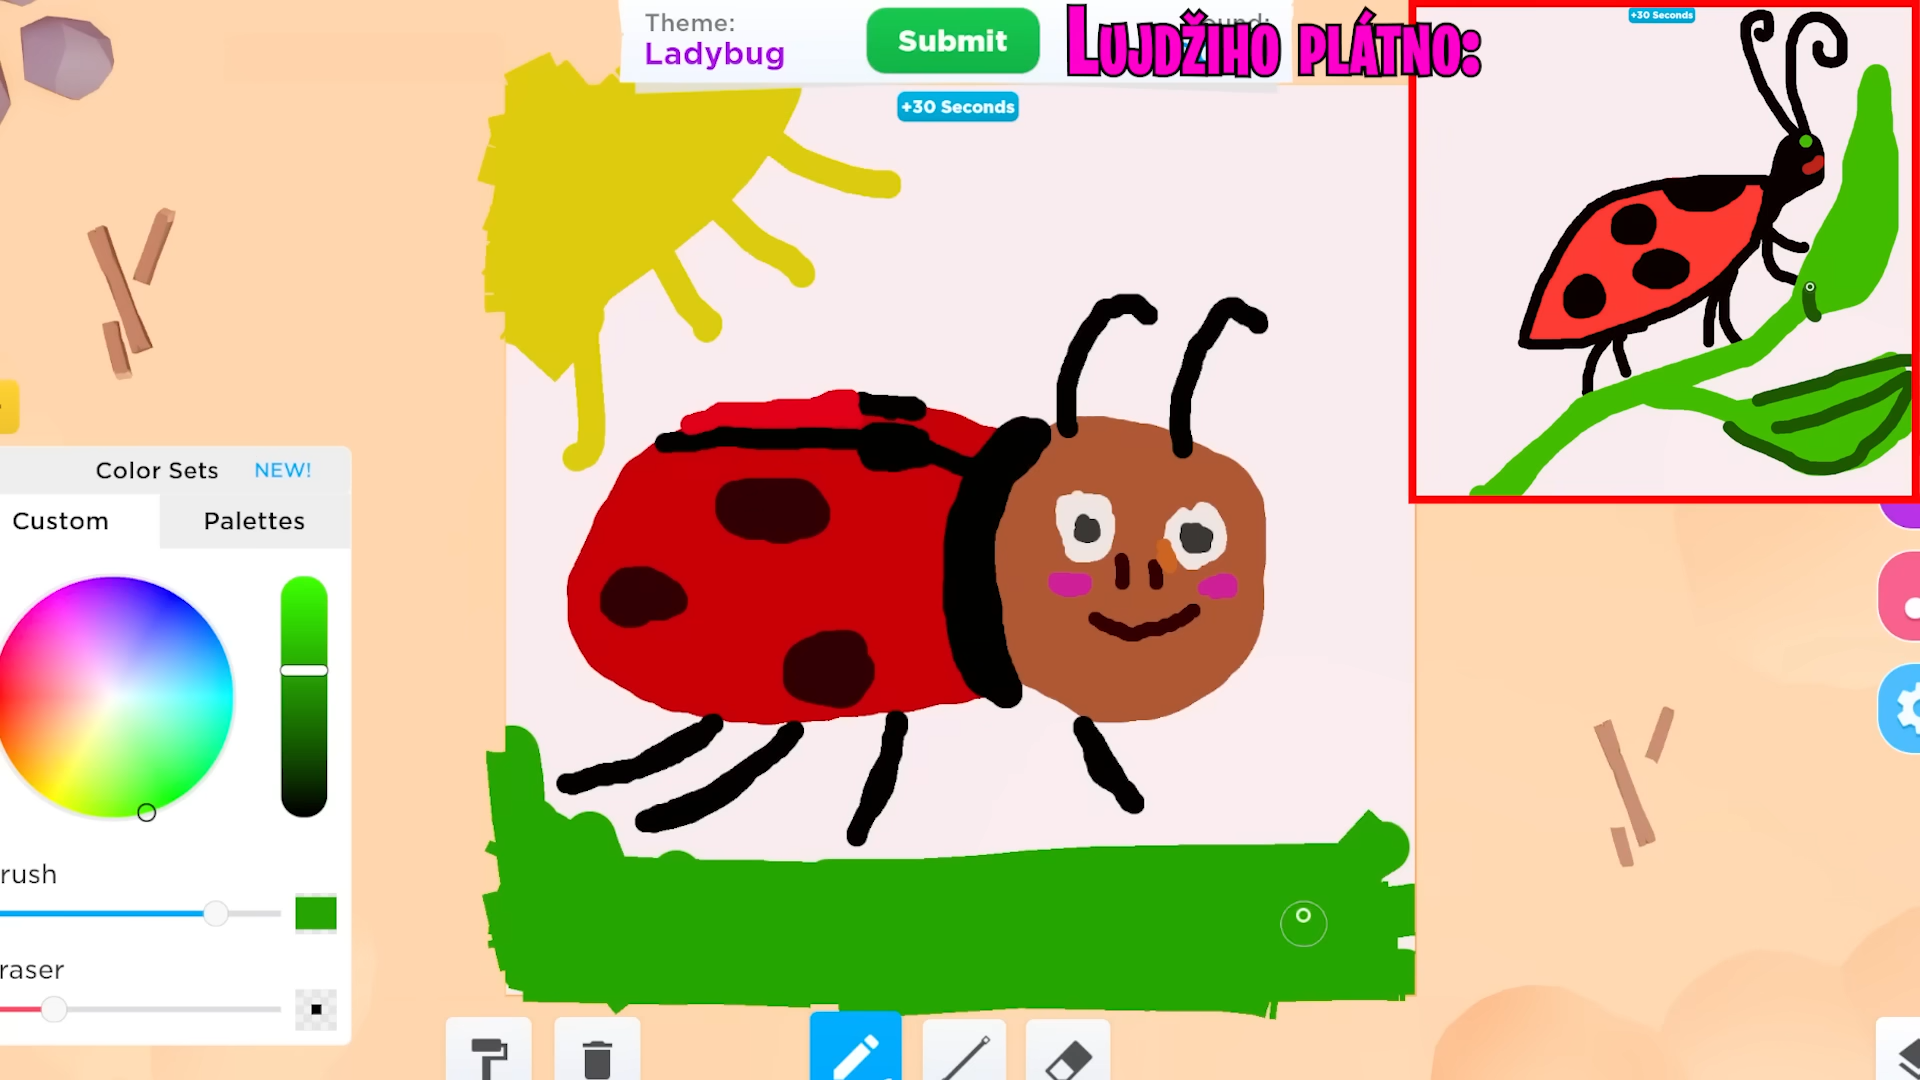 Theme:
Ladybug
Submit
LUJDŽIHO PLÁTNO:
+30 Seconds
+30 Seconds
Color Sets NEW!
Custom Palettes
rush
raser